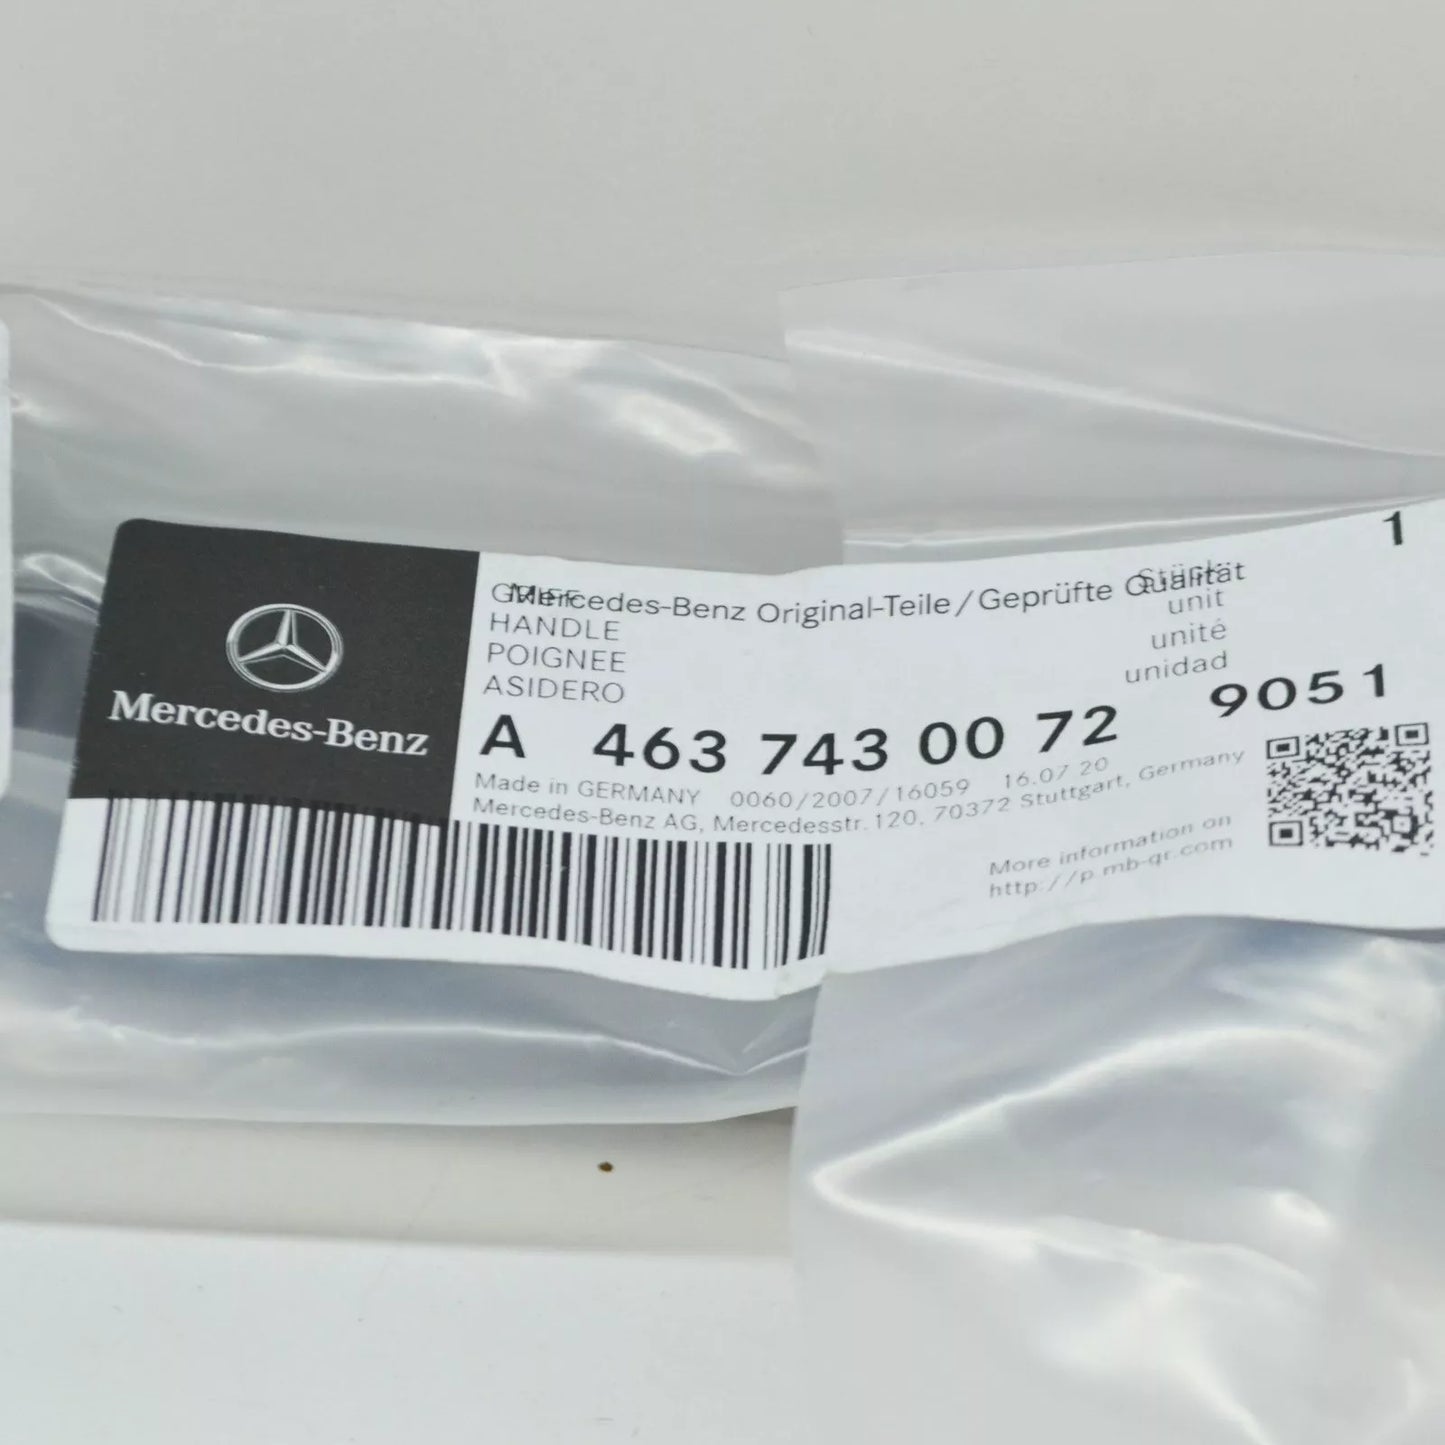 Mercedes-Benz
Mercedes-Benz Original-Teile/Geprüfte Qualität
GRIFF
HANDLE
POIGNEE
ASIDERO
1
Stück
unit
unité
unidad
A 463 743 00 72 9051
Made in GERMANY 0060/2007/16059 16.07.20
Mercedes-Benz AG, Mercedesstr. 120, 70372 Stuttgart, Germany
More information on
http://p.mb-qr.com